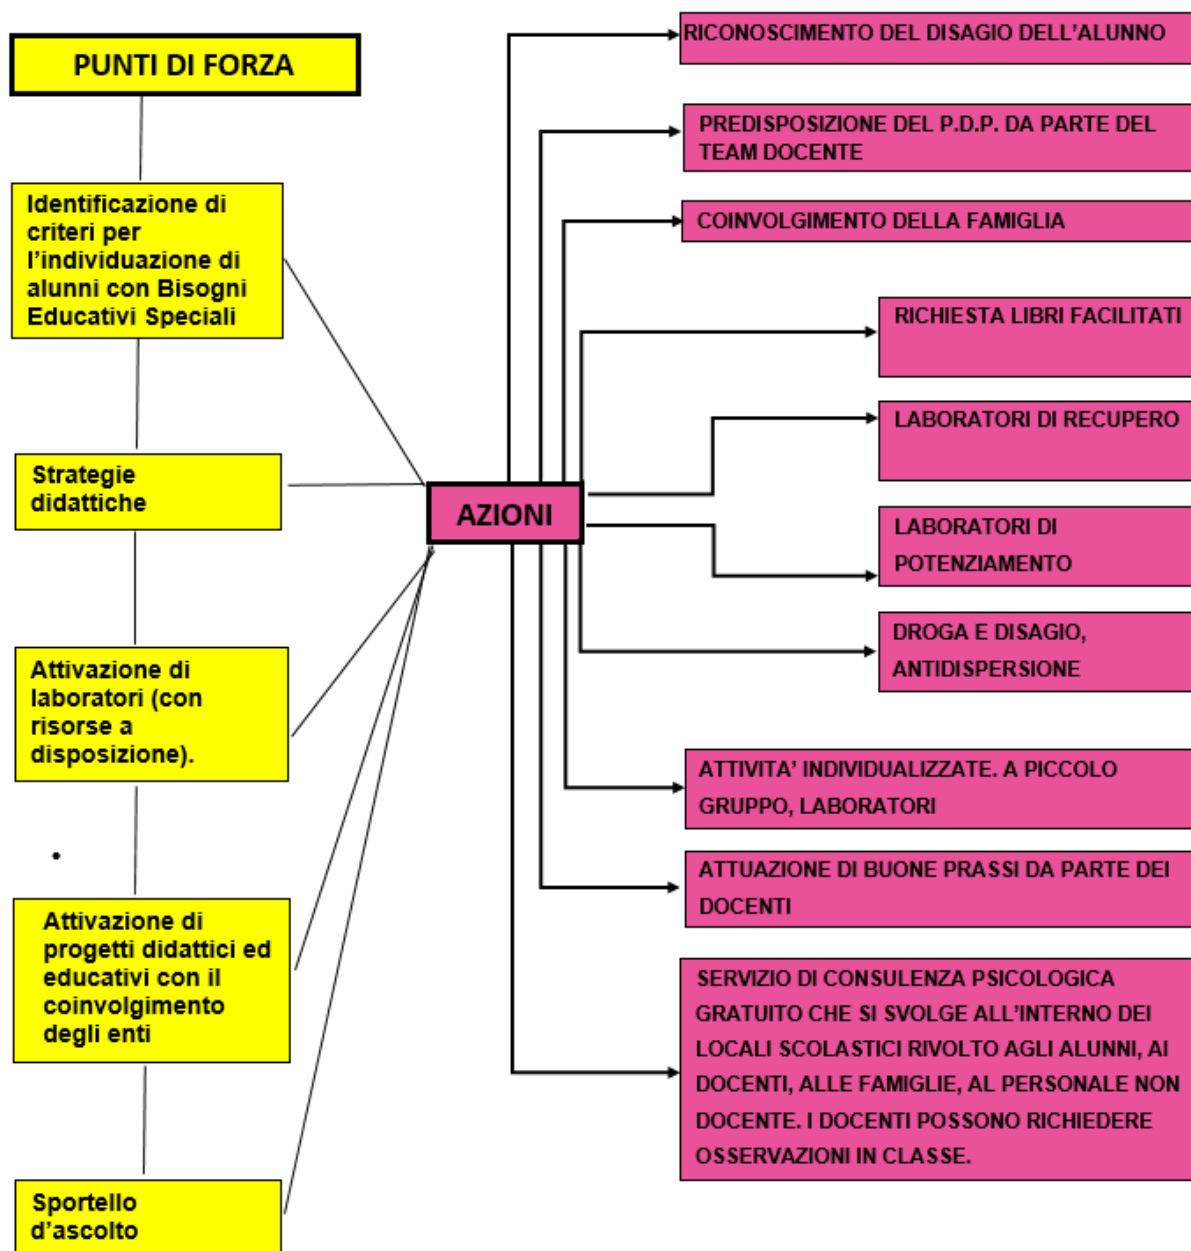 PUNTI DI FORZA
Identificazione di
criteri per
l'individuazione di
alunni con Bisogni
Educativi Speciali
Strategie
didattiche
Attivazione di
laboratori (con
risorse a
disposizione).
Attivazione di
progetti didattici ed
educativi con il
coinvolgimento
degli enti
Sportello
d'ascolto
AZIONI
RICONOSCIMENTO DEL DISAGIO DELL'ALUNNO
PREDISPOSIZIONE DEL P.D.P. DA PARTE DEL
TEAM DOCENTE
COINVOLGIMENTO DELLA FAMIGLIA
RICHIESTA LIBRI FACILITATI
LABORATORI DI RECUPERO
LABORATORI DI
POTENZIAMENTO
DROGA E DISAGIO,
ANTIDISPERSIONE
ATTIVITA' INDIVIDUALIZZATE. A PICCOLO
GRUPPO, LABORATORI
ATTUAZIONE DI BUONE PRASSI DA PARTE DEI
DOCENTI
SERVIZIO DI CONSULENZA PSICOLOGICA
GRATUITO CHE SI SVOLGE ALL'INTERNO DEI
LOCALI SCOLASTICI RIVOLTO AGLI ALUNNI, AI
DOCENTI, ALLE FAMIGLIE, AL PERSONALE NON
DOCENTE. I DOCENTI POSSONO RICHIEDERE
OSSERVAZIONI IN CLASSE.